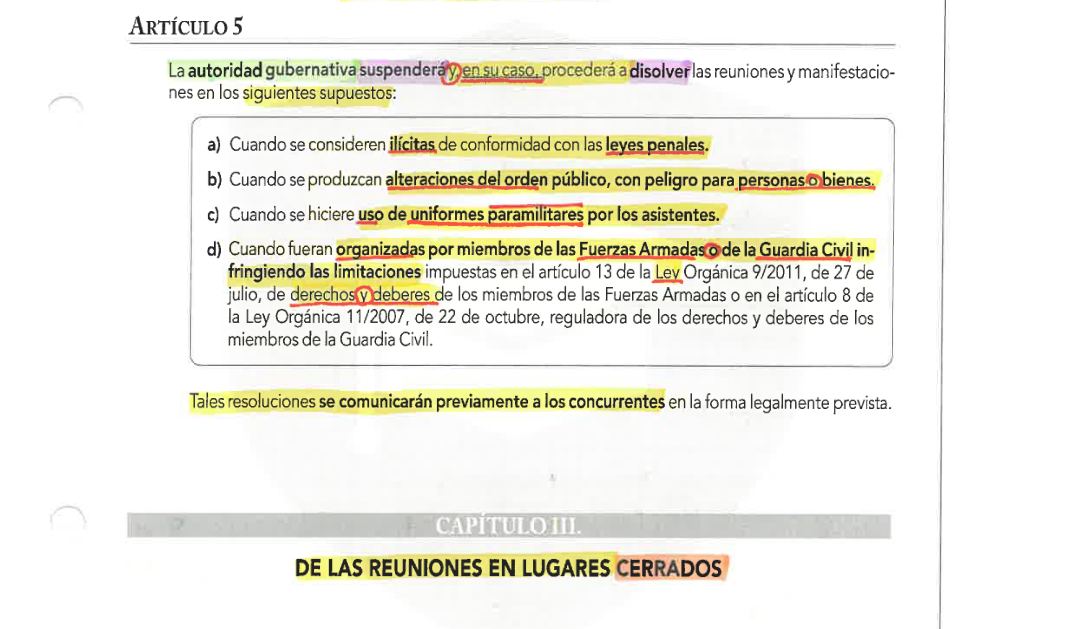 ARTÍCULO 5
La autoridad gubernativa suspenderá y, en su caso, procederá a disolver las reuniones y manifestacio-
nes en los siguientes supuestos:
a) Cuando se consideren ilícitas de conformidad con las leyes penales.
b) Cuando se produzcan alteraciones del orden público, con peligro para personas o bienes.
c) Cuando se hiciere uso de uniformes paramilitares por los asistentes.
d) Cuando fueran organizadas por miembros de las Fuerzas Armadas o de la Guardia Civil in-
fringiendo las limitaciones impuestas en el artículo 13 de la Ley Orgánica 9/2011, de 27 de
julio, de derechos y deberes de los miembros de las Fuerzas Armadas o en el artículo 8 de
la Ley Orgánica 11/2007, de 22 de octubre, reguladora de los derechos y deberes de los
miembros de la Guardia Civil.
Tales resoluciones se comunicarán previamente a los concurrentes en la forma legalmente prevista.
CAPÍTULO III.
DE LAS REUNIONES EN LUGARES CERRADOS